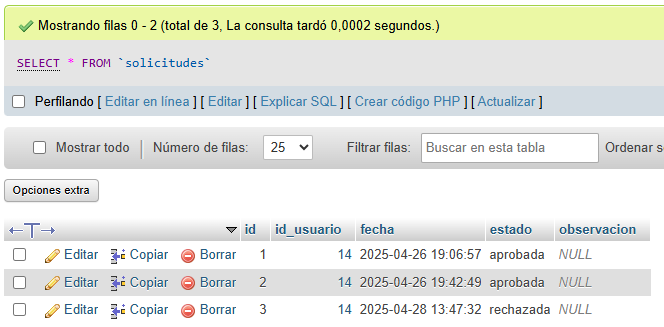 Mostrando filas 0 - 2 (total de 3, La consulta tardó 0,0002 segundos.)
SELECT * FROM `solicitudes`
Perfilando [ Editar en línea ] [ Editar ] [ Explicar SQL ] [ Crear código PHP ] [ Actualizar ]
Mostrar todo Número de filas: 25 Filtrar filas: Buscar en esta tabla Ordenar s
Opciones extra
id id_usuario fecha estado observacion
Editar Copiar Borrar 1 14 2025-04-26 19:06:57 aprobada NULL
Editar Copiar Borrar 2 14 2025-04-26 19:42:49 aprobada NULL
Editar Copiar Borrar 3 14 2025-04-28 13:47:32 rechazada NULL